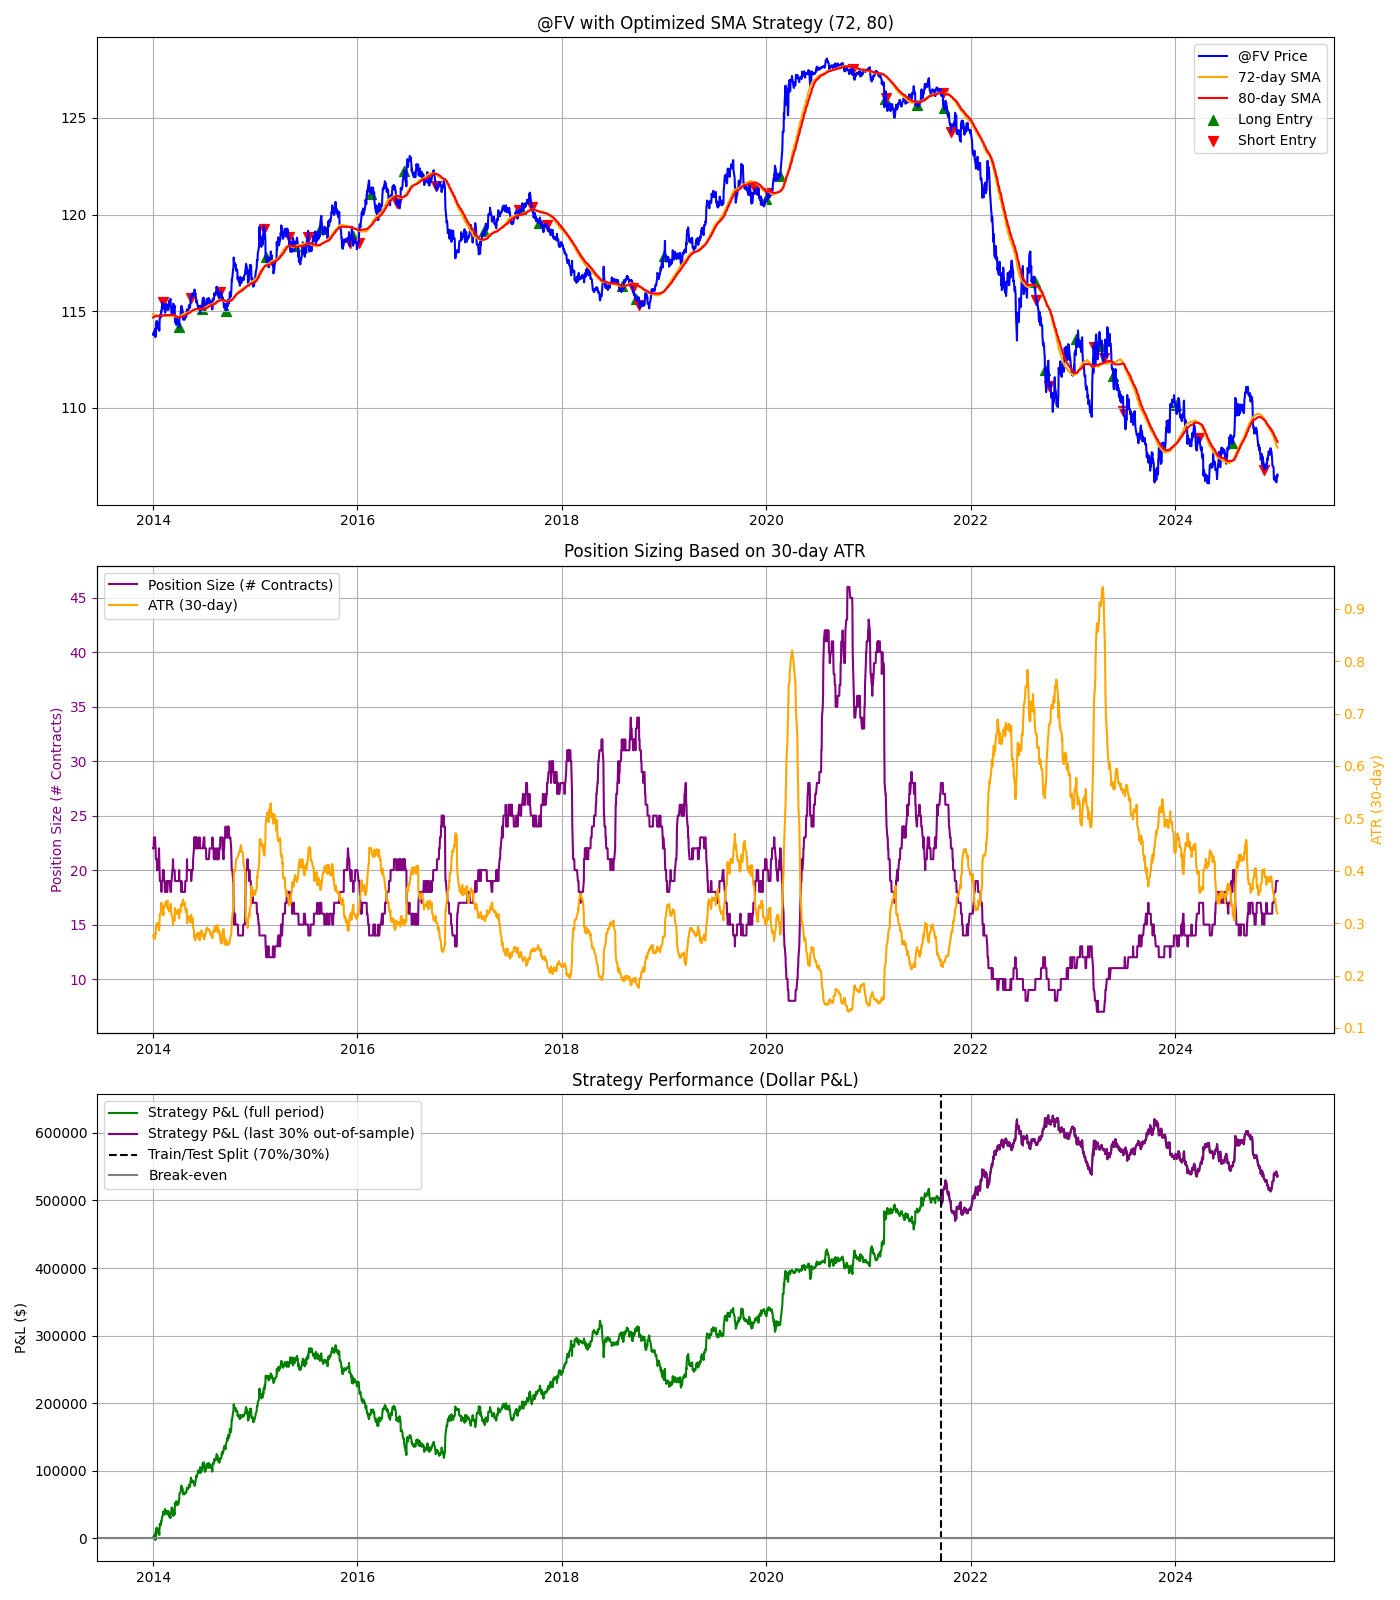 @FV with Optimized SMA Strategy (72, 80)
@FV Price
72-day SMA
80-day SMA
Long Entry
Short Entry
125
120
115
110
2014 2016 2018 2020 2022 2024
Position Sizing Based on 30-day ATR
Position Size (# Contracts)
ATR (30-day)
Position Size (# Contracts)
45
40
35
30
25
20
15
10
0.9
0.8
0.7
0.6
0.5
0.4
0.3
0.2
0.1
ATR (30-day)
2014 2016 2018 2020 2022 2024
Strategy Performance (Dollar P&L)
Strategy P&L (full period)
Strategy P&L (last 30% out-of-sample)
Train/Test Split (70%/30%)
Break-even
P&L ($)
600000
500000
400000
300000
200000
100000
0
2014 2016 2018 2020 2022 2024